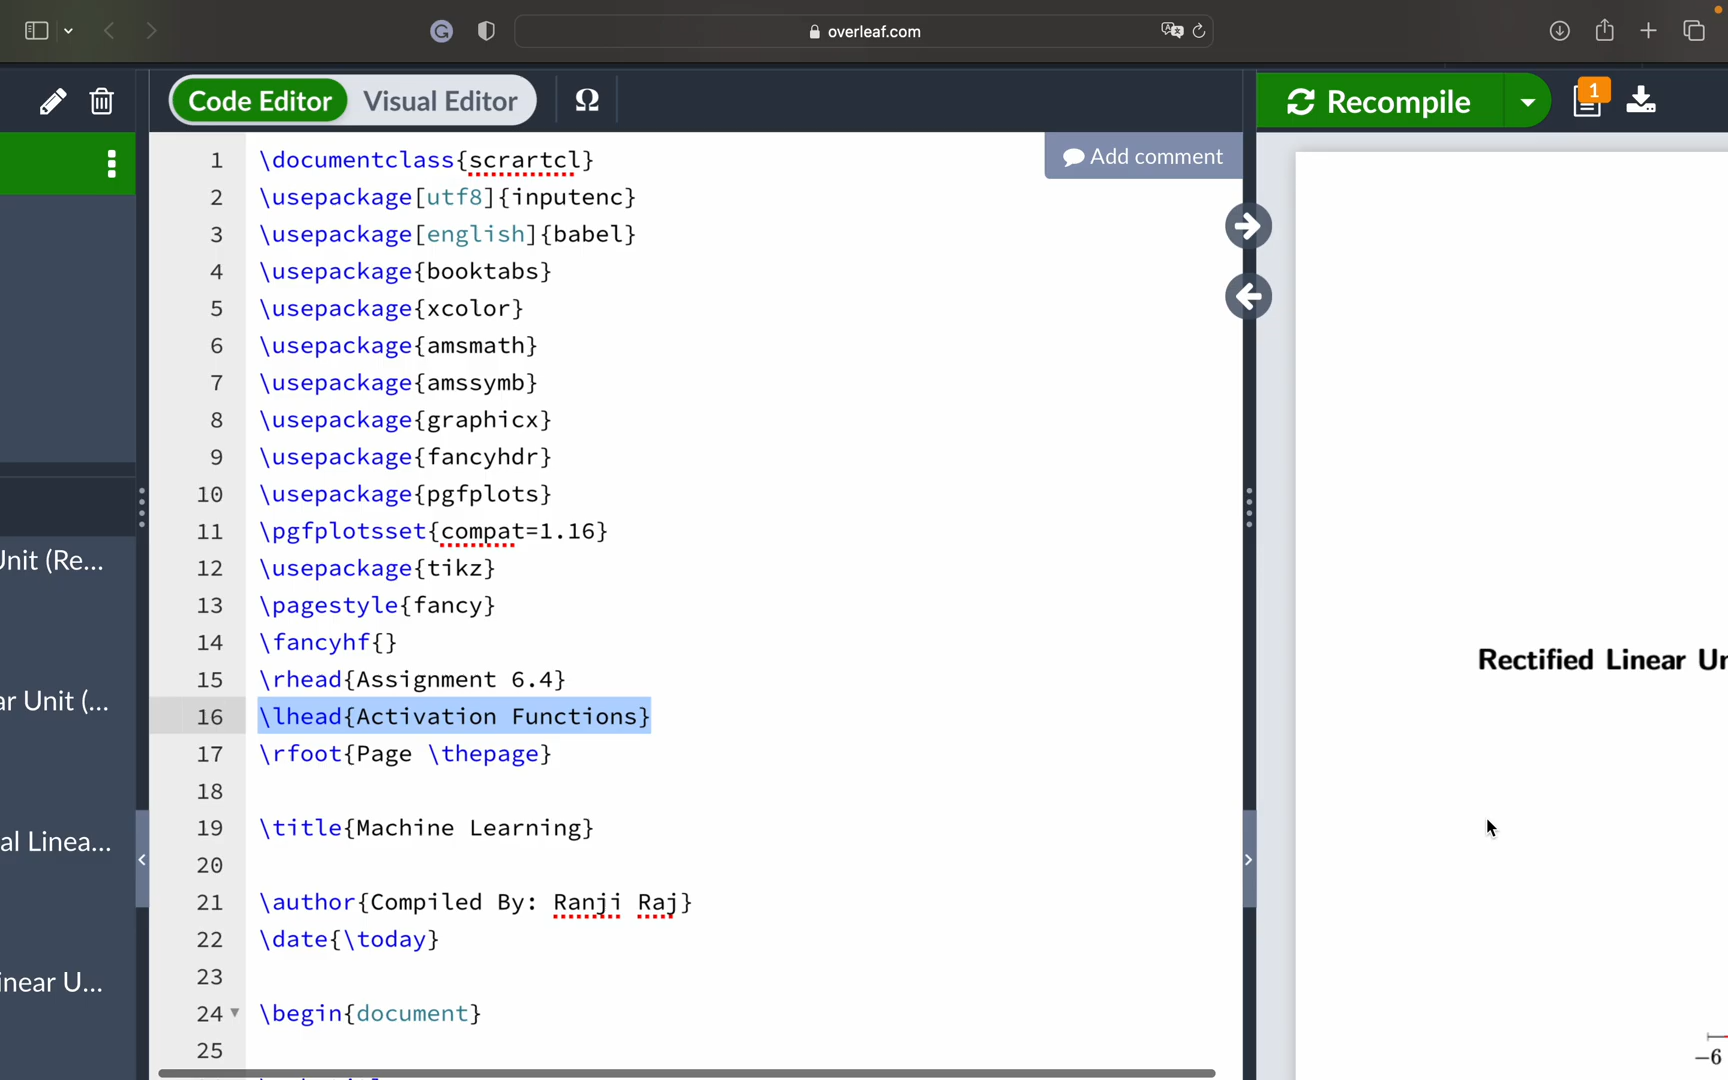 overleaf.com
Code Editor
Visual Editor
Ω
Recompile
1
Add comment
1 \documentclass{scrartcl}
2 \usepackage[utf8]{inputenc}
3 \usepackage[english]{babel}
4 \usepackage{booktabs}
5 \usepackage{xcolor}
6 \usepackage{amsmath}
7 \usepackage{amssymb}
8 \usepackage{graphicx}
9 \usepackage{fancyhdr}
10 \usepackage{pgfplots}
11 \pgfplotsset{compat=1.16}
12 \usepackage{tikz}
13 \pagestyle{fancy}
14 \fancyhf{}
15 \rhead{Assignment 6.4}
16 \lhead{Activation Functions}
17 \rfoot{Page \thepage}
18
19 \title{Machine Learning}
20
21 \author{Compiled By: Ranji Raj}
22 \date{\today}
23
24 \begin{document}
25
Unit (Re...
ar Unit (...
al Linea...
inear U...
Rectified Linear Un
−6